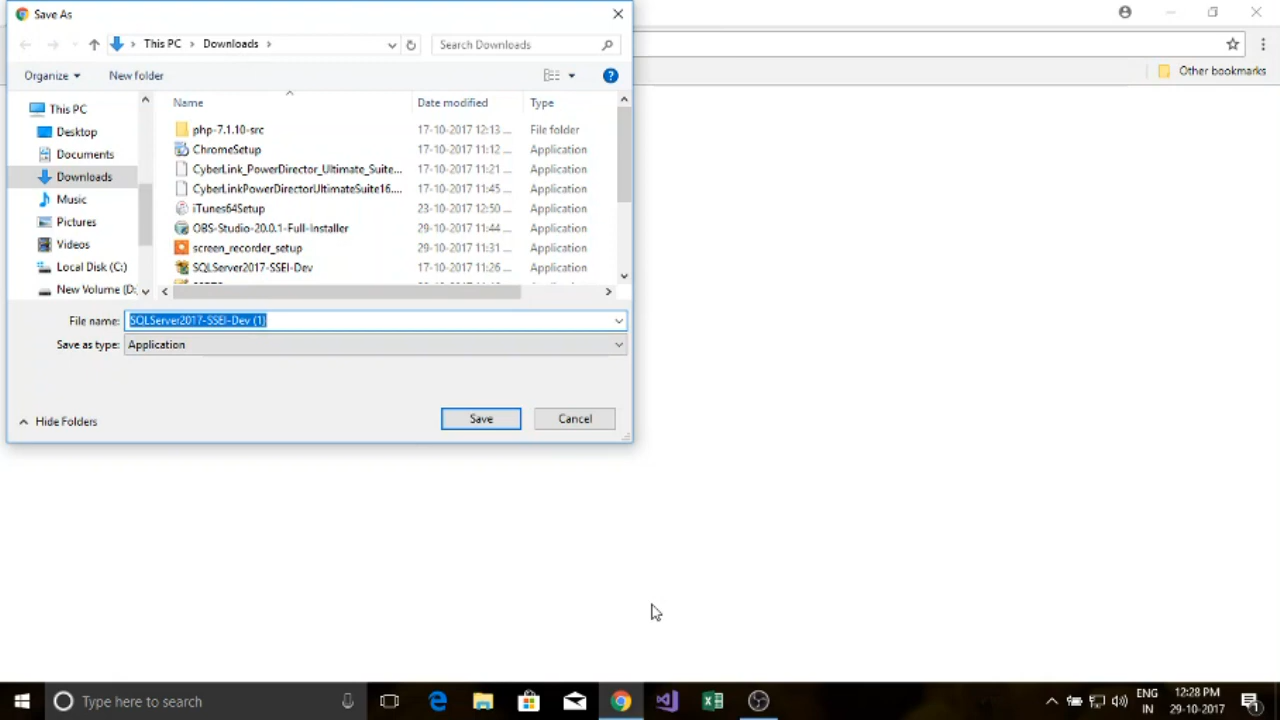 Save As
This PC > Downloads >
Search Downloads
Organize
New folder
Name Date modified Type
This PC
Desktop
Documents
Downloads
Music
Pictures
Videos
Local Disk (C:)
New Volume (D:
php-7.1.10-src 17-10-2017 12:13 ... File folder
ChromeSetup 17-10-2017 11:12 ... Application
CyberLink_PowerDirector_Ultimate_Suite... 17-10-2017 11:21 ... Application
CyberLinkPowerDirectorUltimateSuite16.... 17-10-2017 11:45 ... Application
iTunes64Setup 23-10-2017 12:50 ... Application
OBS-Studio-20.0.1-Full-Installer 29-10-2017 11:44 ... Application
screen_recorder_setup 29-10-2017 11:31 ... Application
SQLServer2017-SSEI-Dev 17-10-2017 11:26 ... Application
File name: SQLServer2017-SSEI-Dev (1)
Save as type: Application
Hide Folders
Save
Cancel
Other bookmarks
Type here to search
ENG
IN
12:28 PM
29-10-2017
1